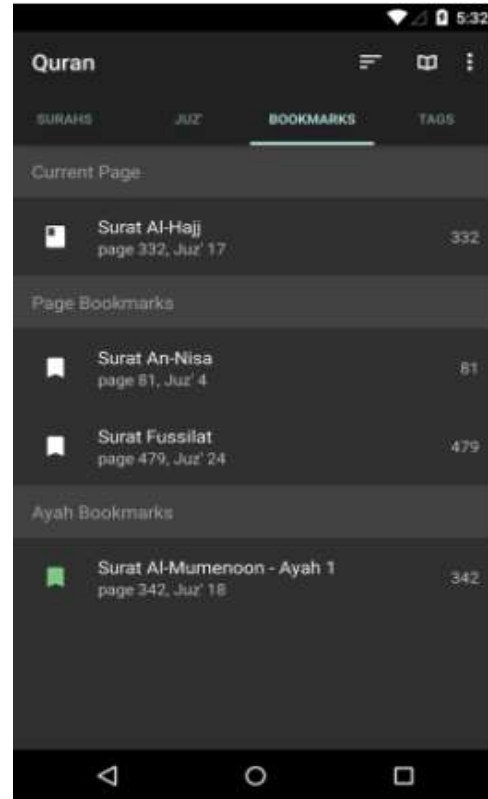 5:32
Quran
SURAHS JUZ' BOOKMARKS TAGS
Current Page
Surat Al-Hajj
page 332, Juz' 17
332
Page Bookmarks
Surat An-Nisa
page 81, Juz' 4
81
Surat Fussilat
page 479, Juz' 24
479
Ayah Bookmarks
Surat Al-Mumenoon - Ayah 1
page 342, Juz' 18
342